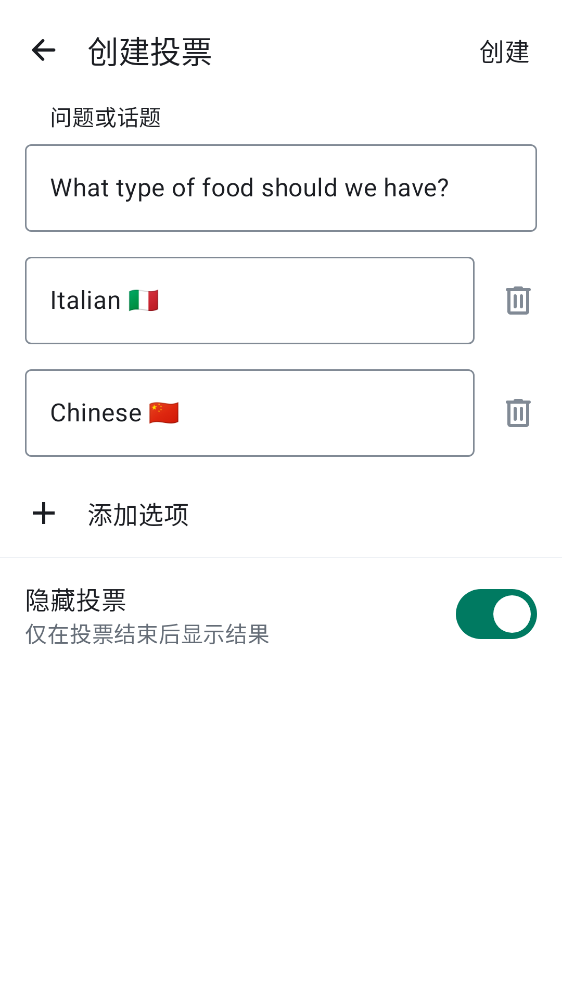 创建投票
创建
问题或话题
What type of food should we have?
Italian 🇮🇹
Chinese 🇨🇳
添加选项
隐藏投票
仅在投票结束后显示结果